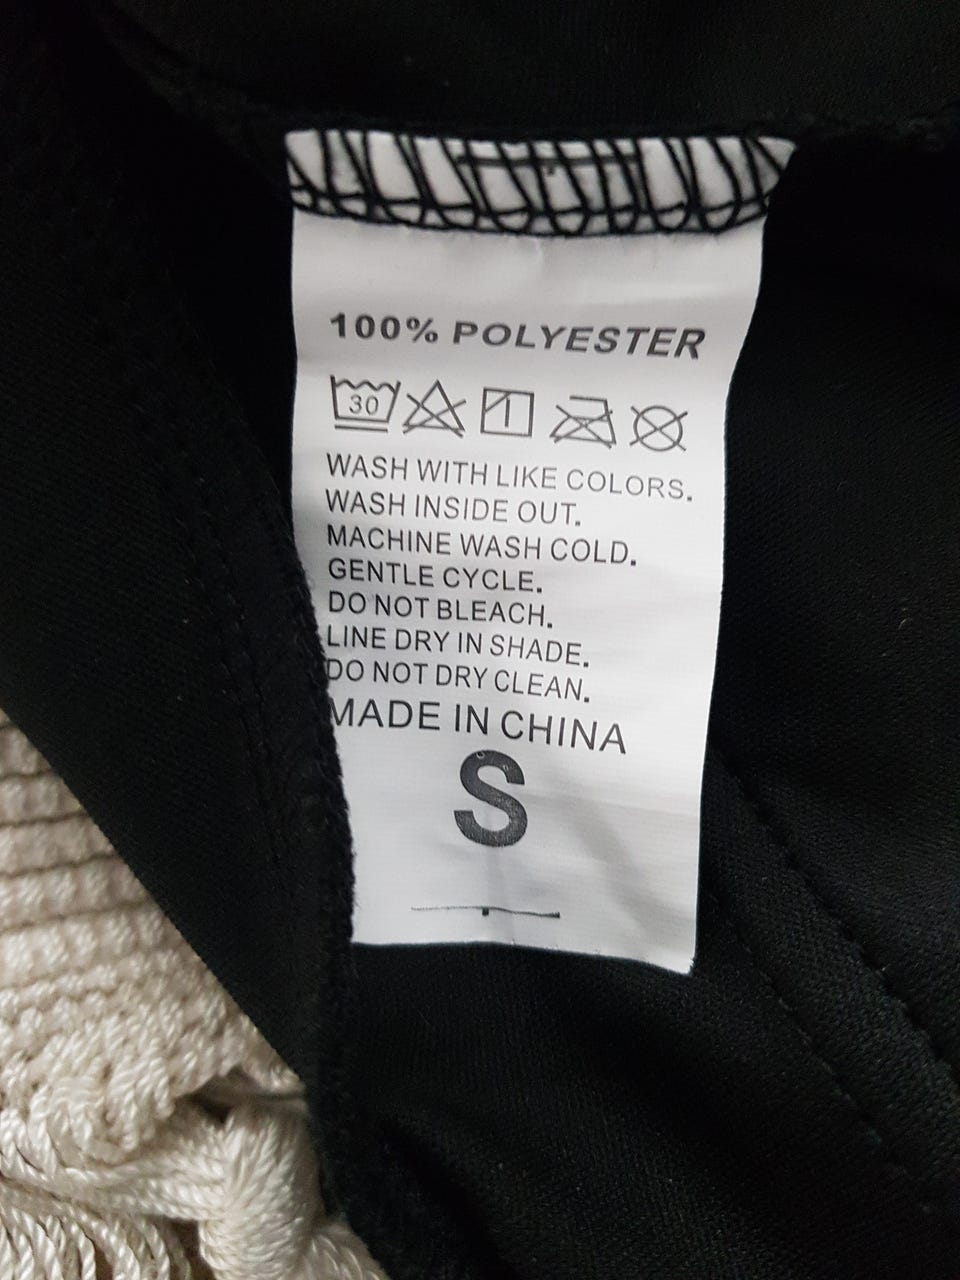 100% POLYESTER
30
WASH WITH LIKE COLORS.
WASH INSIDE OUT.
MACHINE WASH COLD.
GENTLE CYCLE.
DO NOT BLEACH.
LINE DRY IN SHADE.
DO NOT DRY CLEAN.
MADE IN CHINA
S